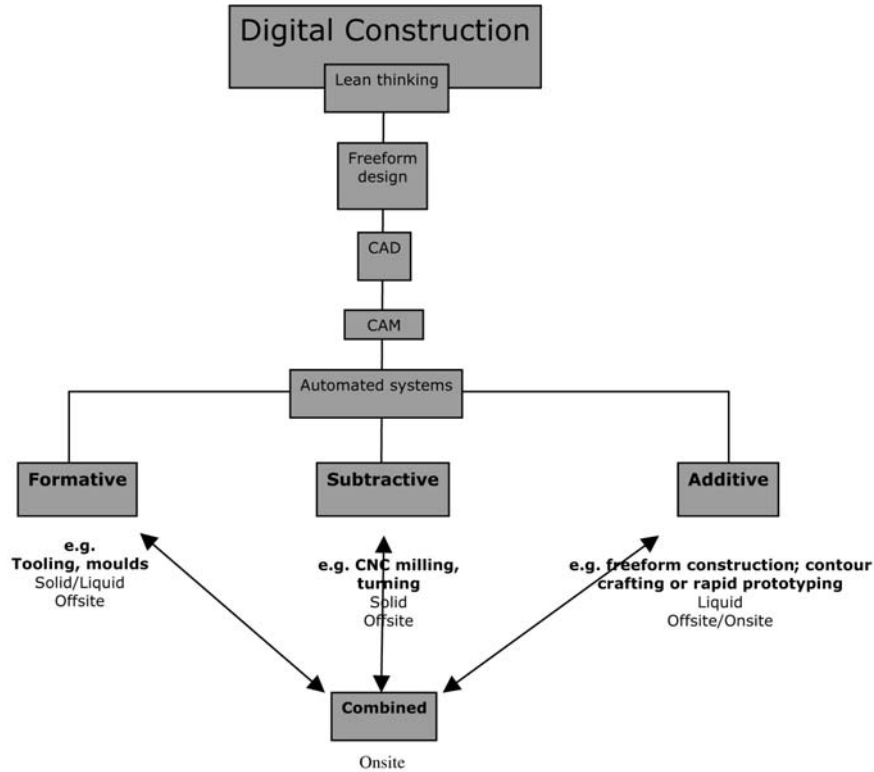 Digital Construction
Lean thinking
Freeform
design
CAD
CAM
Automated systems
Formative
Subtractive
Additive
e.g.
Tooling, moulds
Solid/Liquid
Offsite
e.g. CNC milling,
turning
Solid
Offsite
e.g. freeform construction; contour
crafting or rapid prototyping
Liquid
Offsite/Onsite
Combined
Onsite